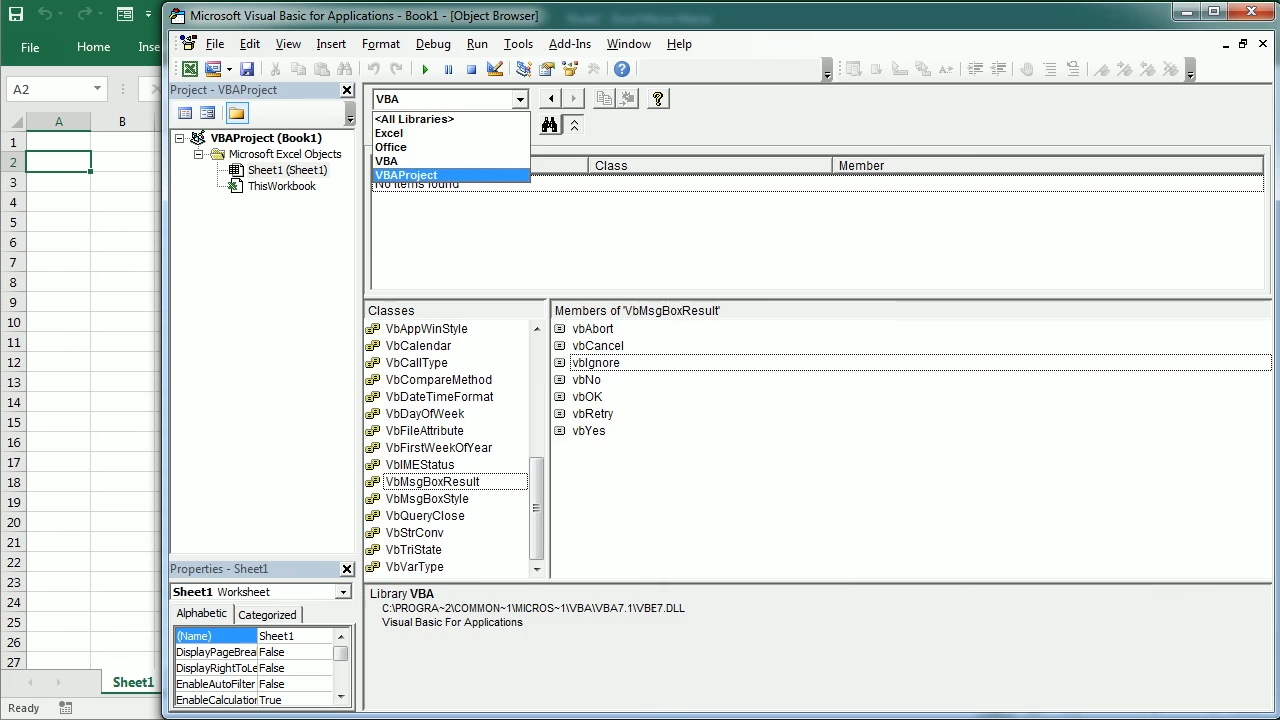 Microsoft Visual Basic for Applications - Book1 - [Object Browser]
File Home Inse
File Edit View Insert Format Debug Run Tools Add-Ins Window Help
A2
A B
1
2
3
4
5
6
7
8
9
10
11
12
13
14
15
16
17
18
19
20
21
22
23
24
25
26
27
Sheet1
Ready
Project - VBAProject
VBAProject (Book1)
Microsoft Excel Objects
Sheet1 (Sheet1)
ThisWorkbook
Properties - Sheet1
Sheet1 Worksheet
Alphabetic Categorized
(Name) Sheet1
DisplayPageBrea False
DisplayRightToLe False
EnableAutoFilter False
EnableCalculation True
VBA
<All Libraries>
Excel
Office
VBA
VBAProject
Class Member
No items found
Classes
VbAppWinStyle
VbCalendar
VbCallType
VbCompareMethod
VbDateTimeFormat
VbDayOfWeek
VbFileAttribute
VbFirstWeekOfYear
VbIMEStatus
VbMsgBoxResult
VbMsgBoxStyle
VbQueryClose
VbStrConv
VbTriState
VbVarType
Members of 'VbMsgBoxResult'
vbAbort
vbCancel
vbIgnore
vbNo
vbOK
vbRetry
vbYes
Library VBA
C:\PROGRA~2\COMMON~1\MICROS~1\VBA\VBA7.1\VBE7.DLL
Visual Basic For Applications